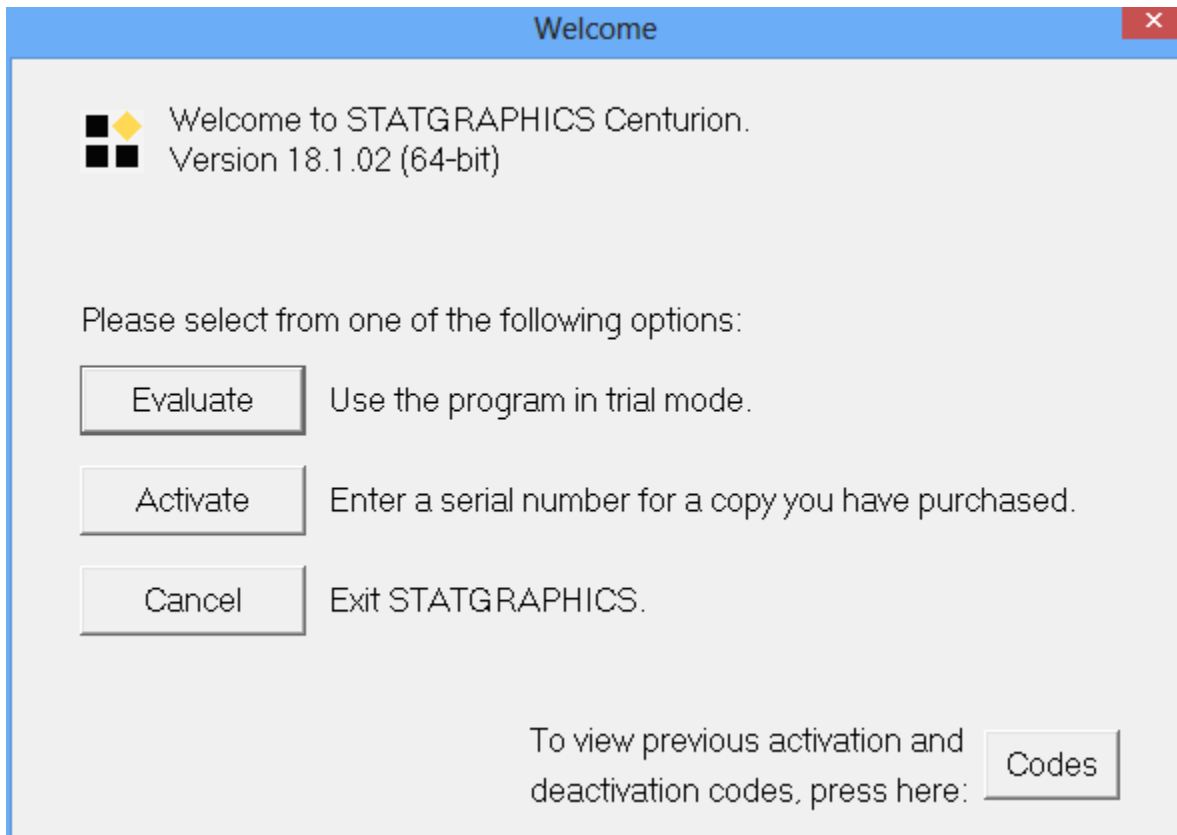 Welcome
Welcome to STATGRAPHICS Centurion.
Version 18.1.02 (64-bit)
Please select from one of the following options:
Evaluate Use the program in trial mode.
Activate Enter a serial number for a copy you have purchased.
Cancel Exit STATGRAPHICS.
To view previous activation and
deactivation codes, press here: Codes